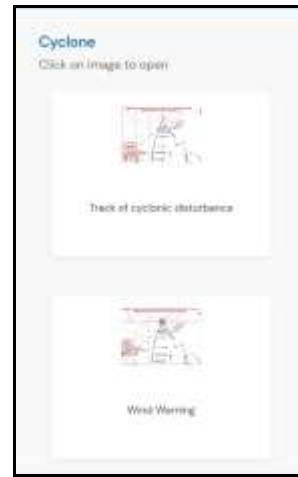 Cyclone
Click on image to open
Track of cyclonic disturbance
Wind Warning